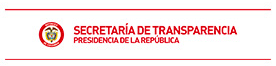 SECRETARÍA DE TRANSPARENCIA
PRESIDENCIA DE LA REPÚBLICA